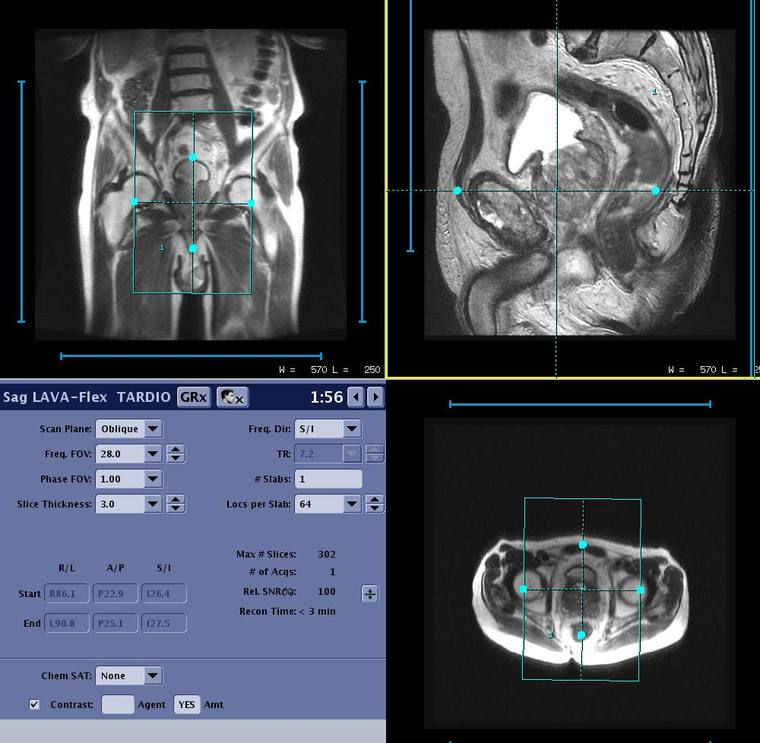 W = 570 L = 250
W = 570 L =
1
1
Sag LAVA-Flex TARDIO GRx 1:56
Scan Plane: Oblique Freq. Dir: S/I
Freq. FOV: 28.0 TR: 7.2
Phase FOV: 1.00 # Slabs: 1
Slice Thickness: 3.0 Locs per Slab: 64
Max # Slices: 302
R/L A/P S/I # of Acqs: 1
Start R86.1 P22.9 I26.4 Rel. SNR(%): 100
Recon Time: < 3 min
End L90.8 P25.1 I27.5
Chem SAT: None
Contrast: Agent YES Amt